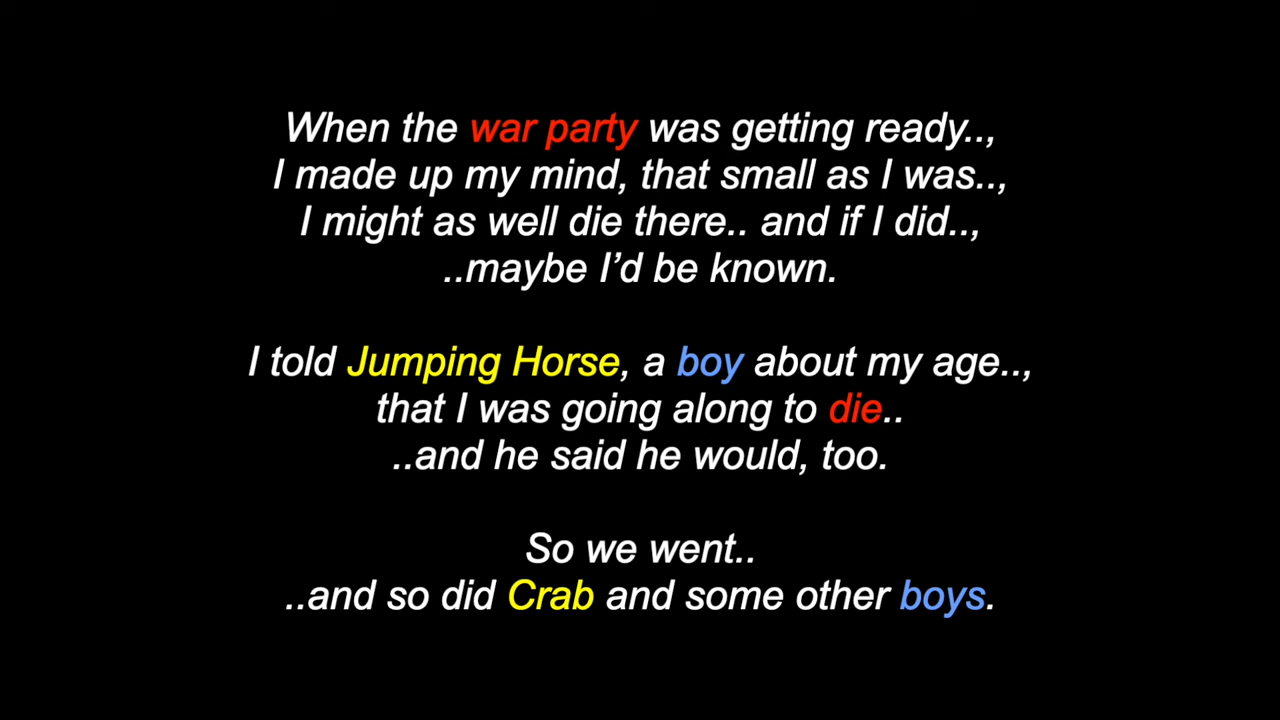 When the war party was getting ready..,
I made up my mind, that small as I was..,
I might as well die there.. and if I did..,
..maybe I’d be known.
I told Jumping Horse, a boy about my age..,
that I was going along to die..
..and he said he would, too.
So we went..
..and so did Crab and some other boys.